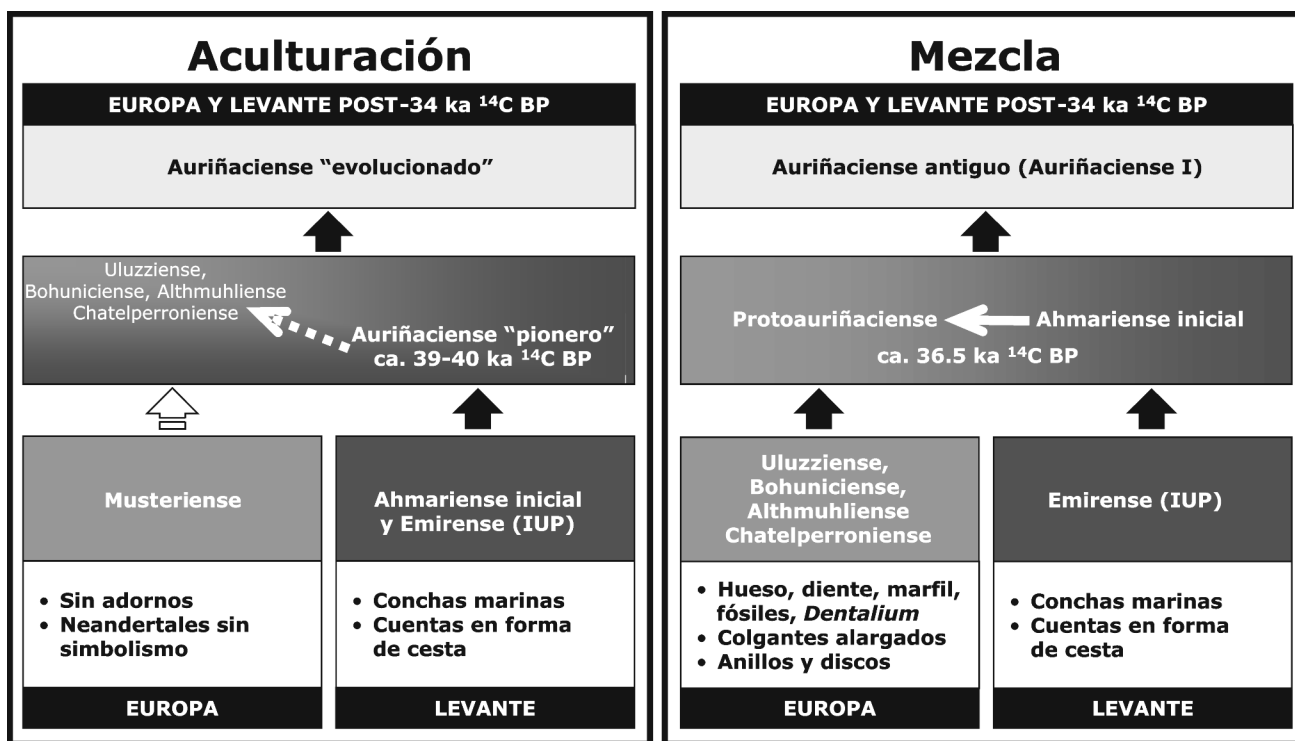 Aculturación
EUROPA Y LEVANTE POST-34 ka ¹⁴C BP
Auriñaciense “evolucionado”
Uluzziense,
Bohuniciense, Althmuhliense
Chatelperroniense
Auriñaciense “pionero”
ca. 39-40 ka ¹⁴C BP
Musteriense
Ahmariense inicial
y Emirense (IUP)
• Sin adornos
• Neandertales sin
simbolismo
• Conchas marinas
• Cuentas en forma
de cesta
EUROPA
LEVANTE
Mezcla
EUROPA Y LEVANTE POST-34 ka ¹⁴C BP
Auriñaciense antiguo (Auriñaciense I)
Protoauriñaciense
Ahmariense inicial
ca. 36.5 ka ¹⁴C BP
Uluzziense,
Bohuniciense,
Althmuhliense
Chatelperroniense
Emirense (IUP)
• Hueso, diente, marfil,
fósiles, Dentalium
• Colgantes alargados
• Anillos y discos
• Conchas marinas
• Cuentas en forma
de cesta
EUROPA
LEVANTE